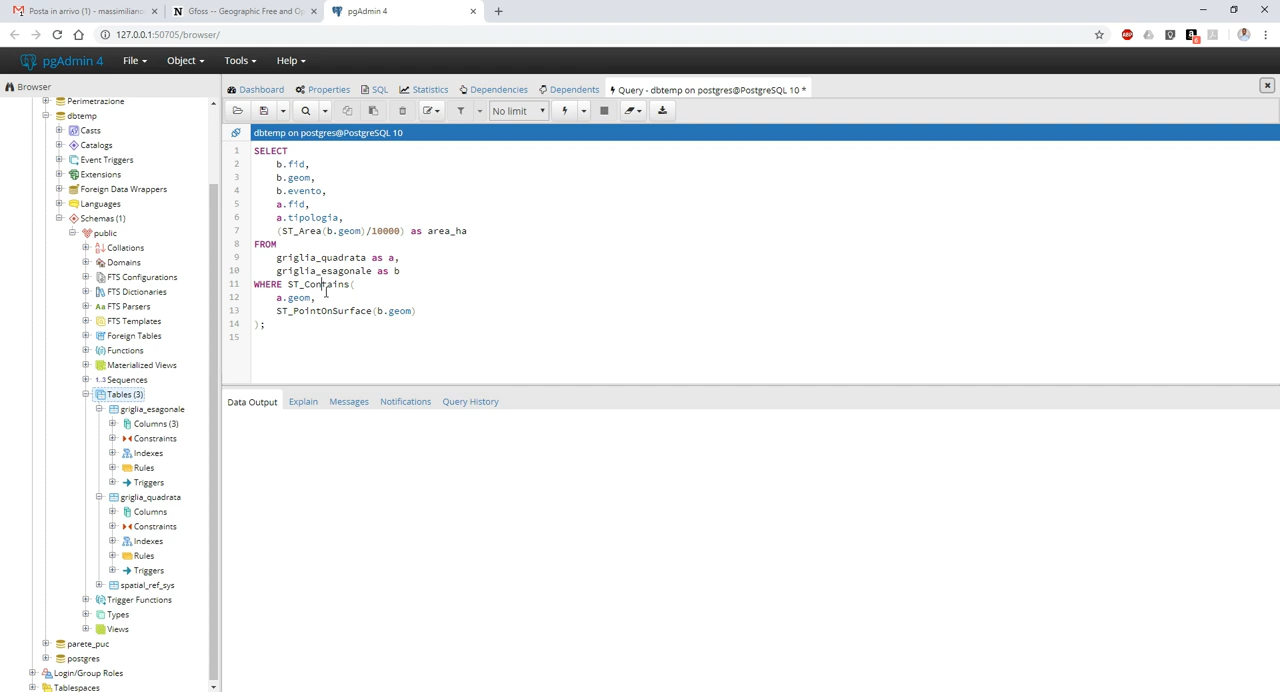 Posta in arrivo (1) - massimiliano
Gfoss -- Geographic Free and Op
pgAdmin 4
127.0.0.1:50705/browser/
pgAdmin 4
File
Object
Tools
Help
Browser
Dashboard
Properties
SQL
Statistics
Dependencies
Dependents
Query - dbtemp on postgres@PostgreSQL 10 *
No limit
dbtemp on postgres@PostgreSQL 10
Perimetrazione
dbtemp
Casts
Catalogs
Event Triggers
Extensions
Foreign Data Wrappers
Languages
Schemas (1)
public
Collations
Domains
FTS Configurations
FTS Dictionaries
FTS Parsers
FTS Templates
Foreign Tables
Functions
Materialized Views
Sequences
Tables (3)
griglia_esagonale
Columns (3)
Constraints
Indexes
Rules
Triggers
griglia_quadrata
Columns
Constraints
Indexes
Rules
Triggers
spatial_ref_sys
Trigger Functions
Types
Views
parete_puc
postgres
Login/Group Roles
Tablespaces
1 SELECT
2 b.fid,
3 b.geom,
4 b.evento,
5 a.fid,
6 a.tipologia,
7 (ST_Area(b.geom)/10000) as area_ha
8 FROM
9 griglia_quadrata as a,
10 griglia_esagonale as b
11 WHERE ST_Contains(
12 a.geom,
13 ST_PointOnSurface(b.geom)
14 );
15
Data Output
Explain
Messages
Notifications
Query History